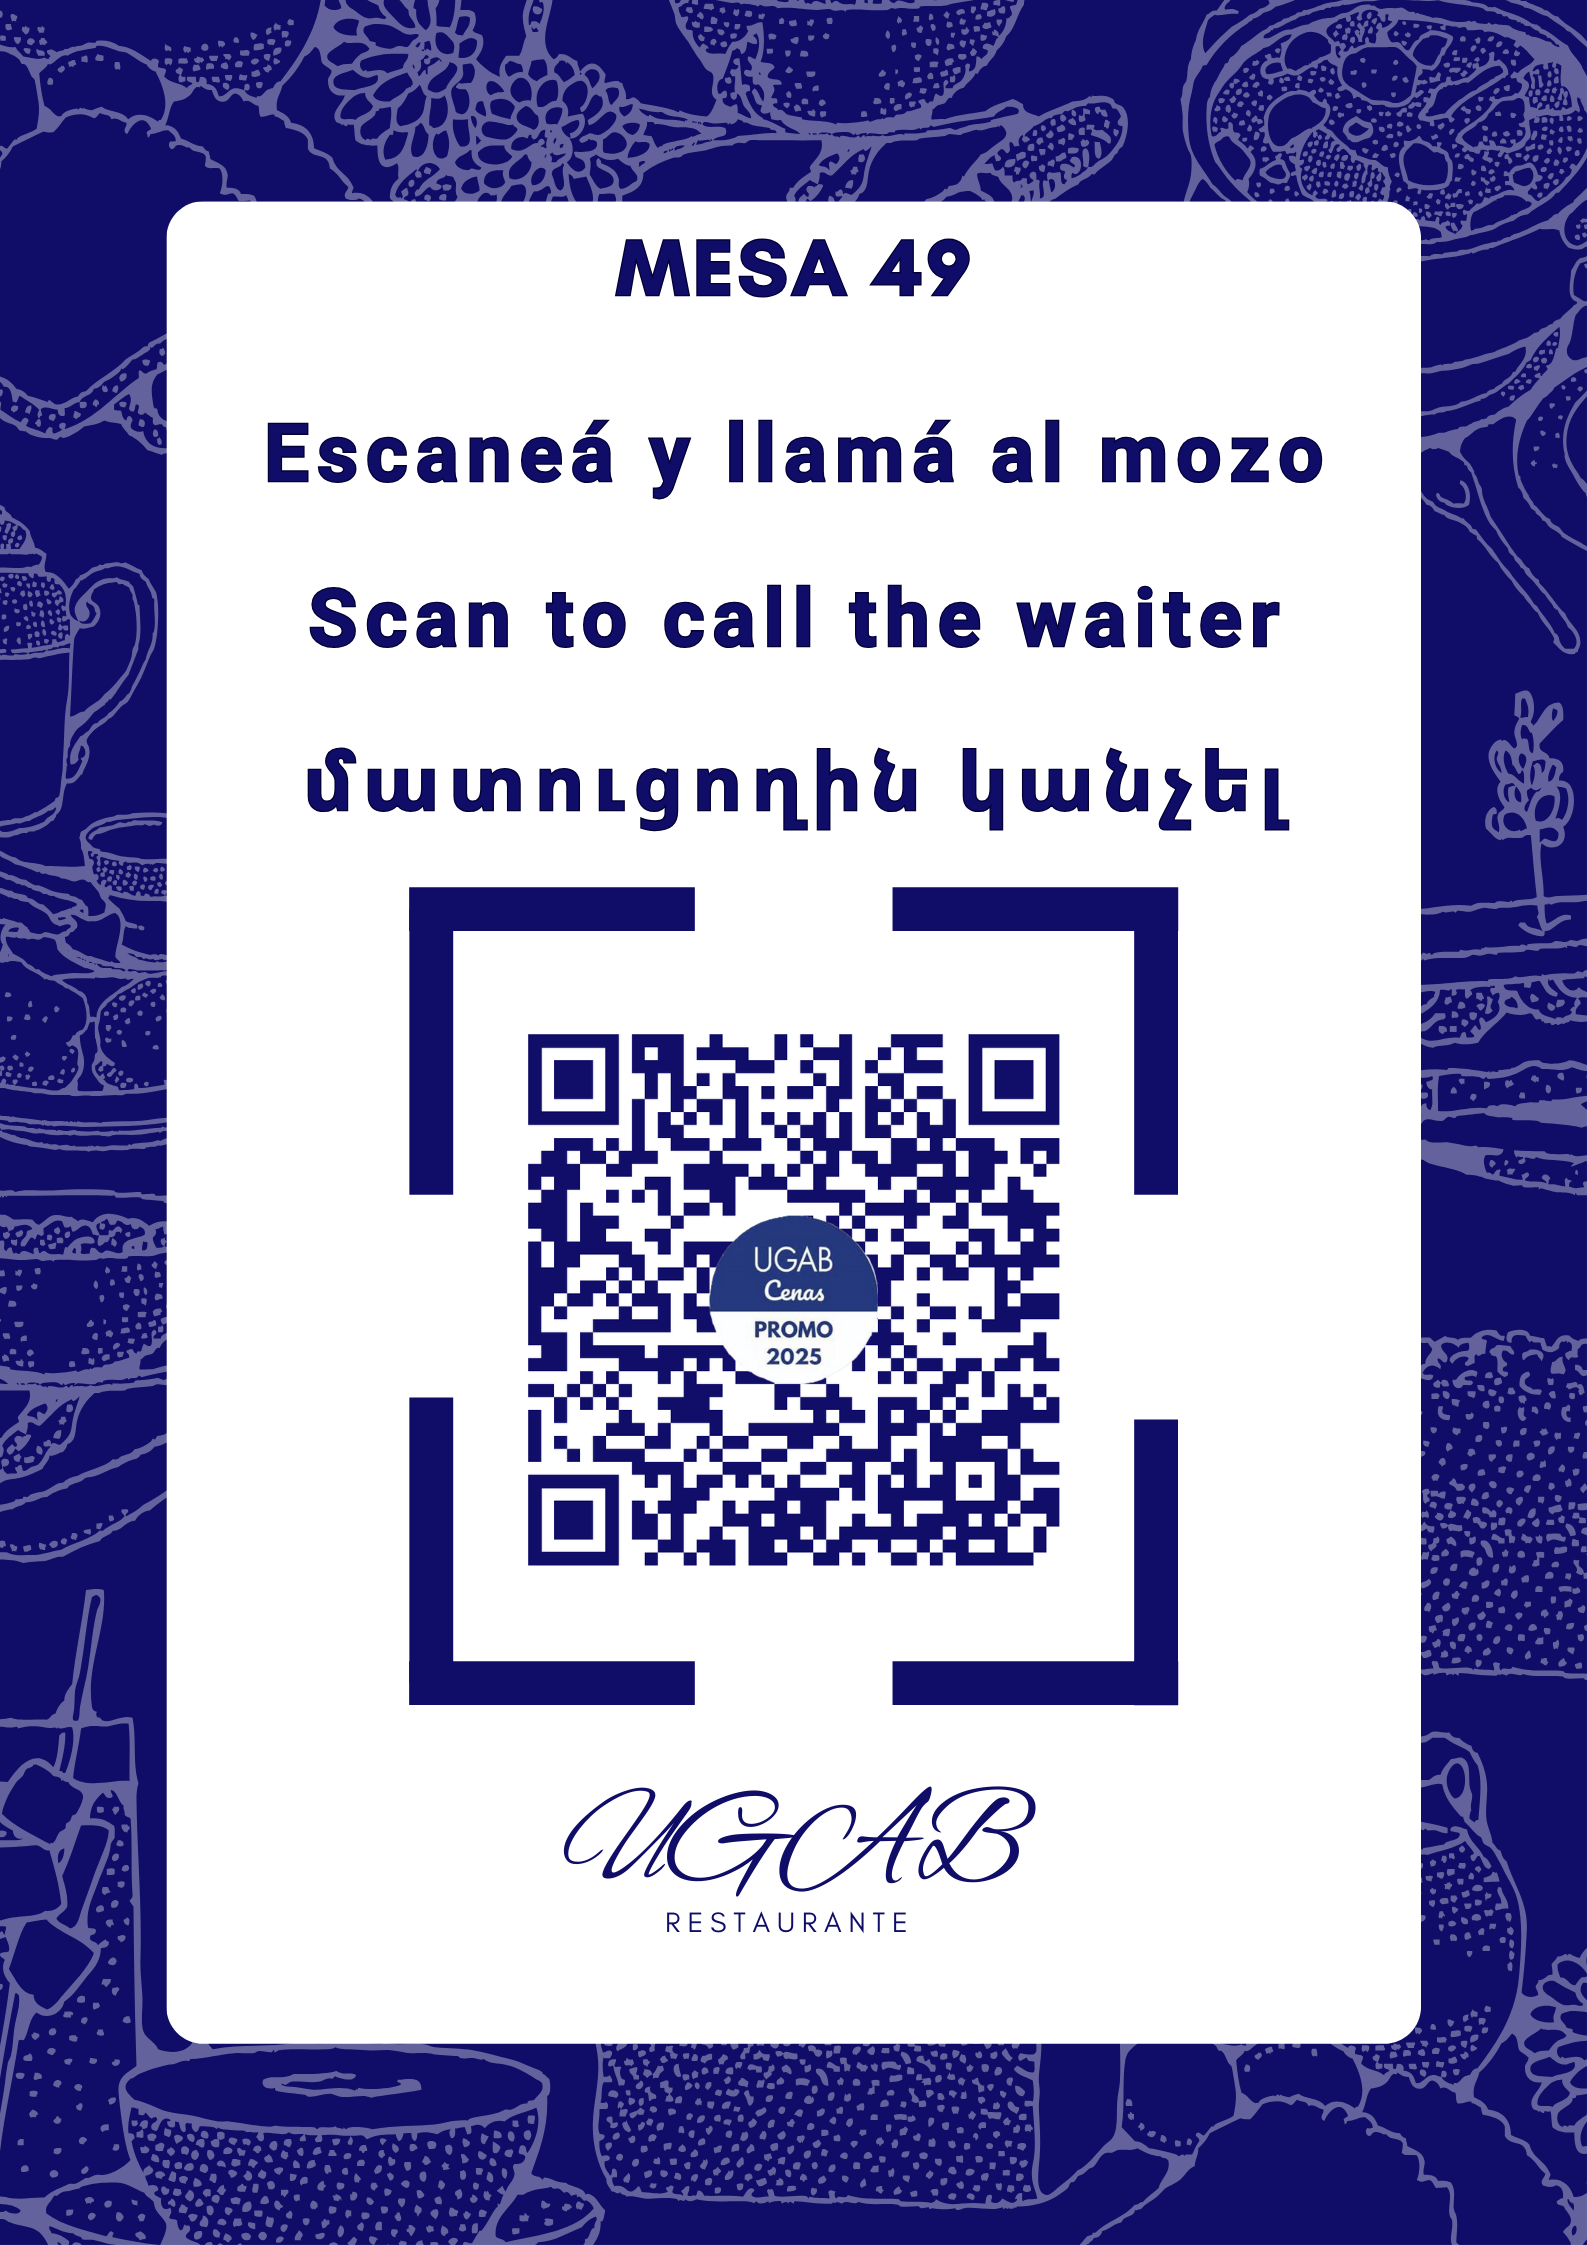 MESA 49
Escaneá y llamá al mozo
Scan to call the waiter
մատուցողին կանչել
UGAB
Cenas
PROMO
2025
UGAB
RESTAURANTE